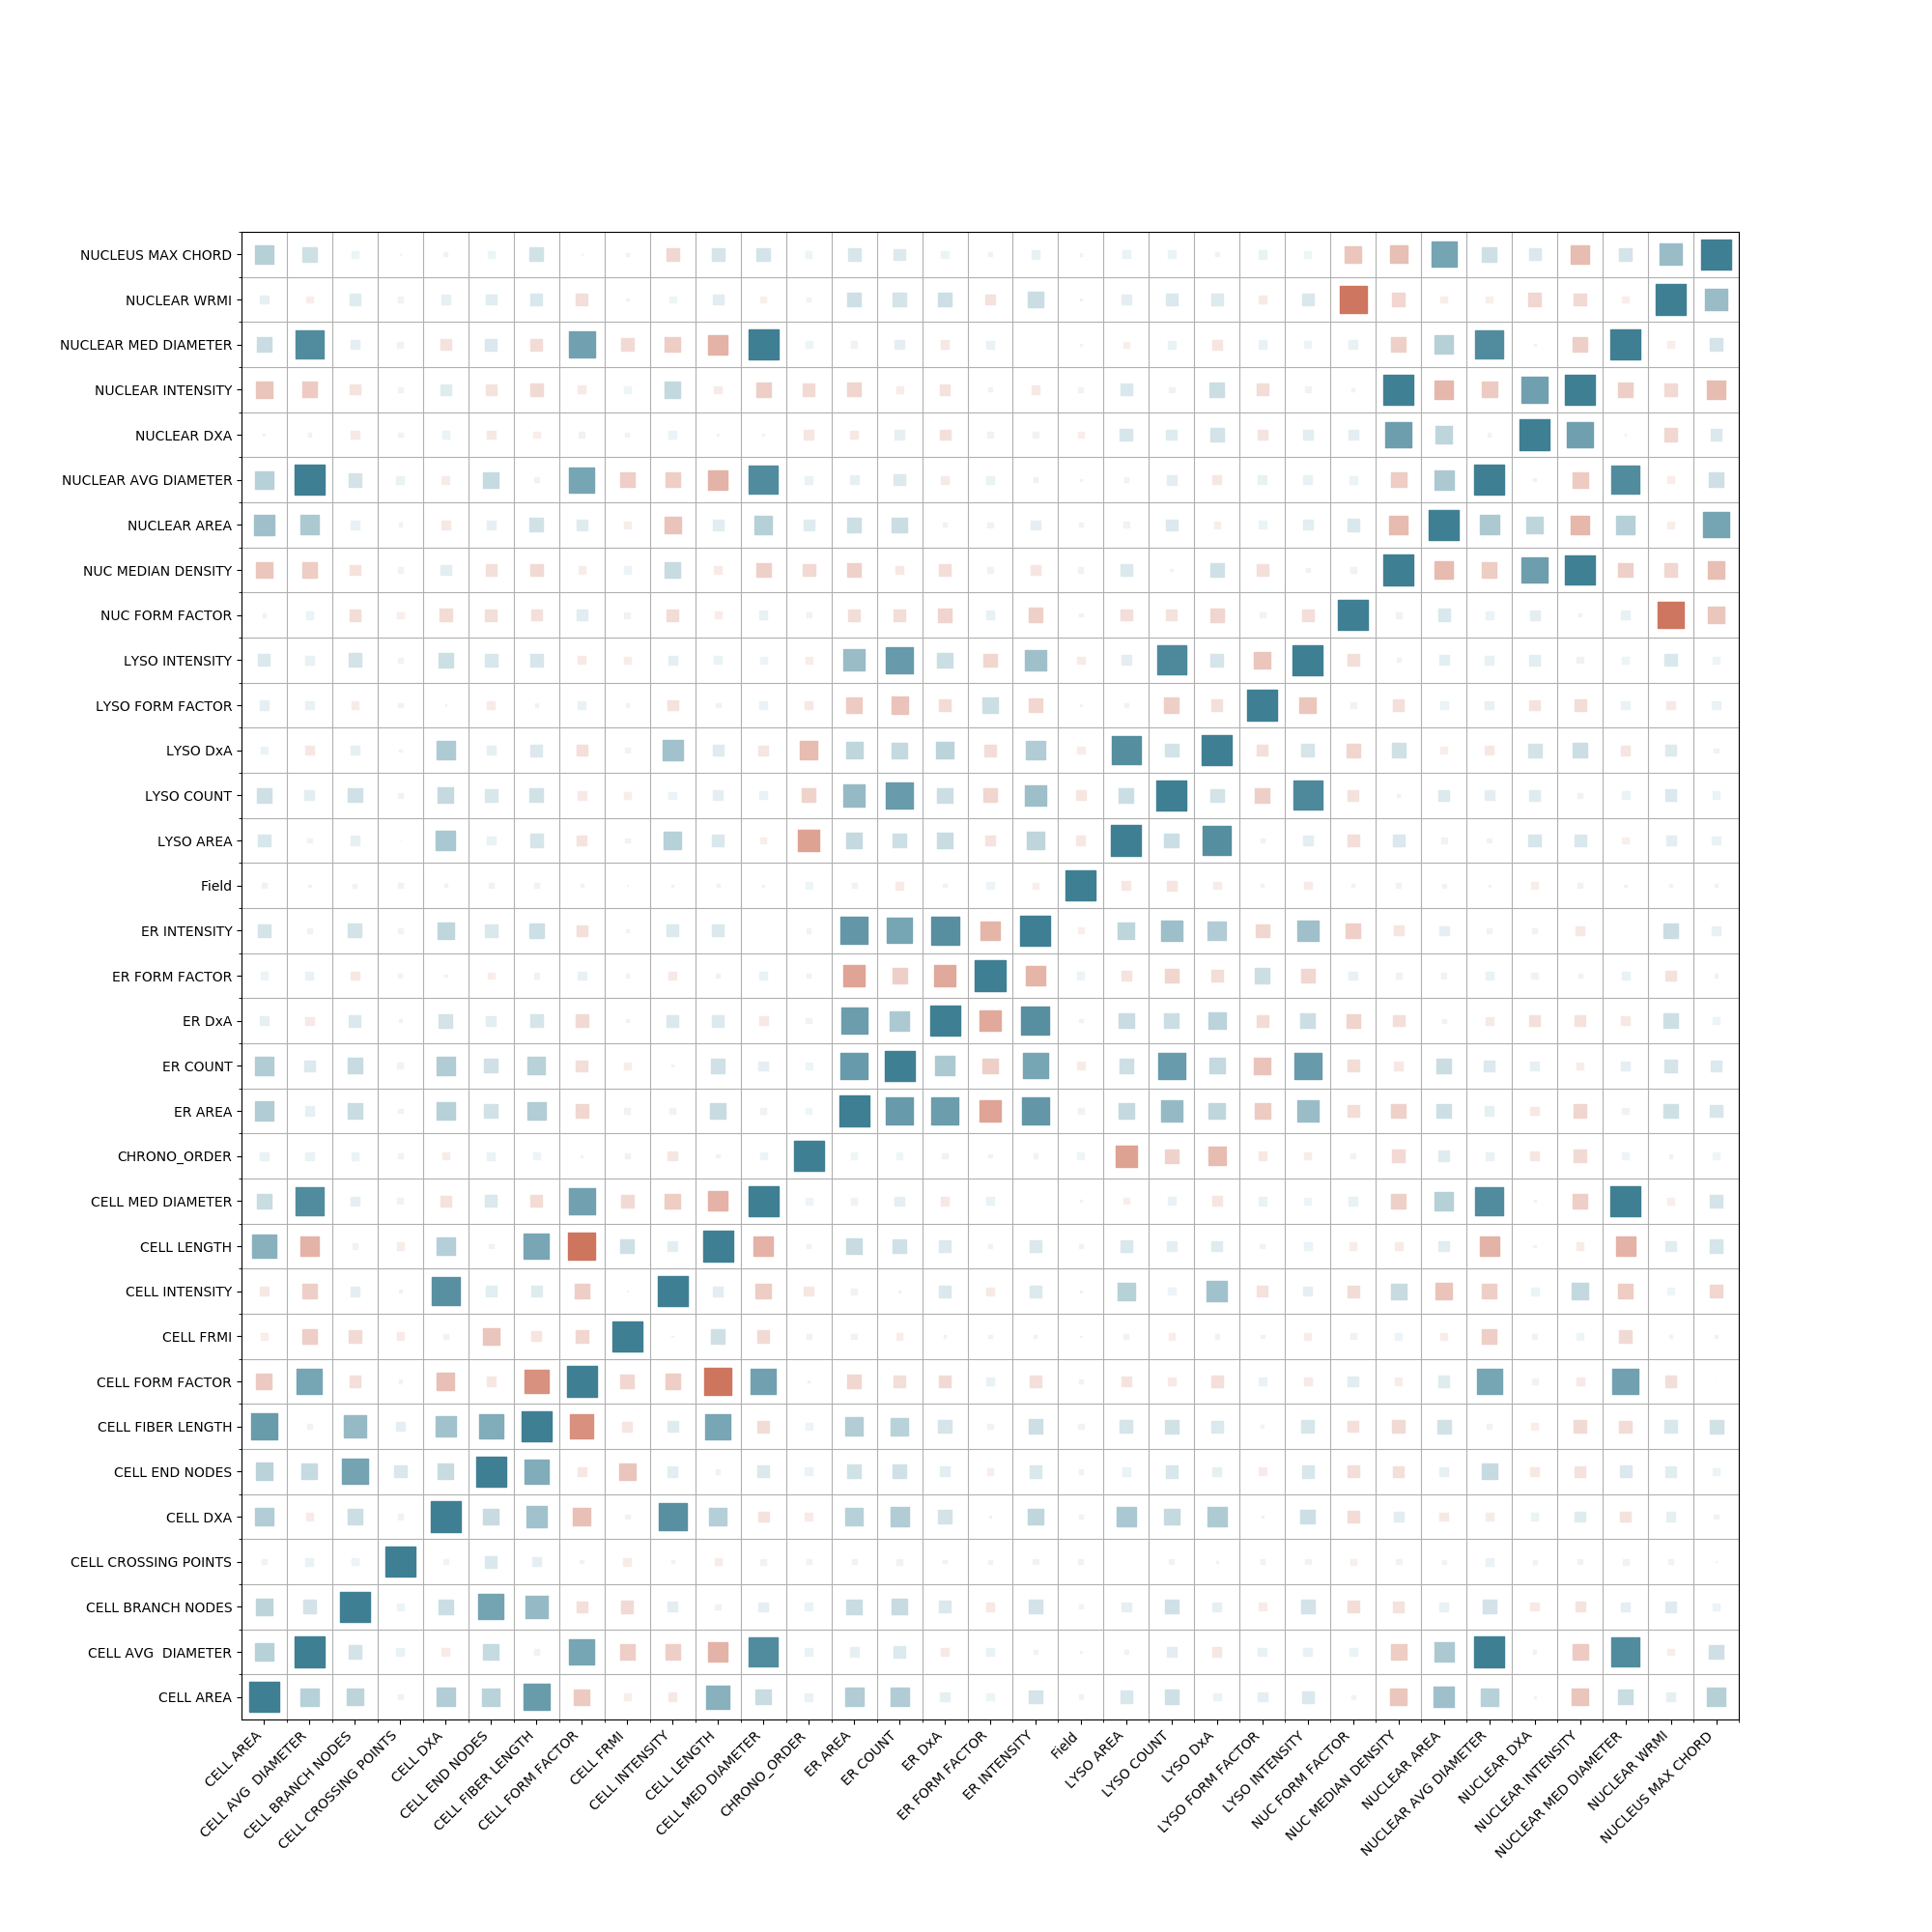 NUCLEUS MAX CHORD
NUCLEAR WRMI
NUCLEAR MED DIAMETER
NUCLEAR INTENSITY
NUCLEAR DXA
NUCLEAR AVG DIAMETER
NUCLEAR AREA
NUC MEDIAN DENSITY
NUC FORM FACTOR
LYSO INTENSITY
LYSO FORM FACTOR
LYSO DxA
LYSO COUNT
LYSO AREA
Field
ER INTENSITY
ER FORM FACTOR
ER DxA
ER COUNT
ER AREA
CHRONO_ORDER
CELL MED DIAMETER
CELL LENGTH
CELL INTENSITY
CELL FRMI
CELL FORM FACTOR
CELL FIBER LENGTH
CELL END NODES
CELL DXA
CELL CROSSING POINTS
CELL BRANCH NODES
CELL AVG  DIAMETER
CELL AREA
CELL AREA
CELL AVG  DIAMETER
CELL BRANCH NODES
CELL CROSSING POINTS
CELL DXA
CELL END NODES
CELL FIBER LENGTH
CELL FORM FACTOR
CELL FRMI
CELL INTENSITY
CELL LENGTH
CELL MED DIAMETER
CHRONO_ORDER
ER AREA
ER COUNT
ER DxA
ER FORM FACTOR
ER INTENSITY
Field
LYSO AREA
LYSO COUNT
LYSO DxA
LYSO FORM FACTOR
LYSO INTENSITY
NUC FORM FACTOR
NUC MEDIAN DENSITY
NUCLEAR AREA
NUCLEAR AVG DIAMETER
NUCLEAR DXA
NUCLEAR INTENSITY
NUCLEAR MED DIAMETER
NUCLEAR WRMI
NUCLEUS MAX CHORD